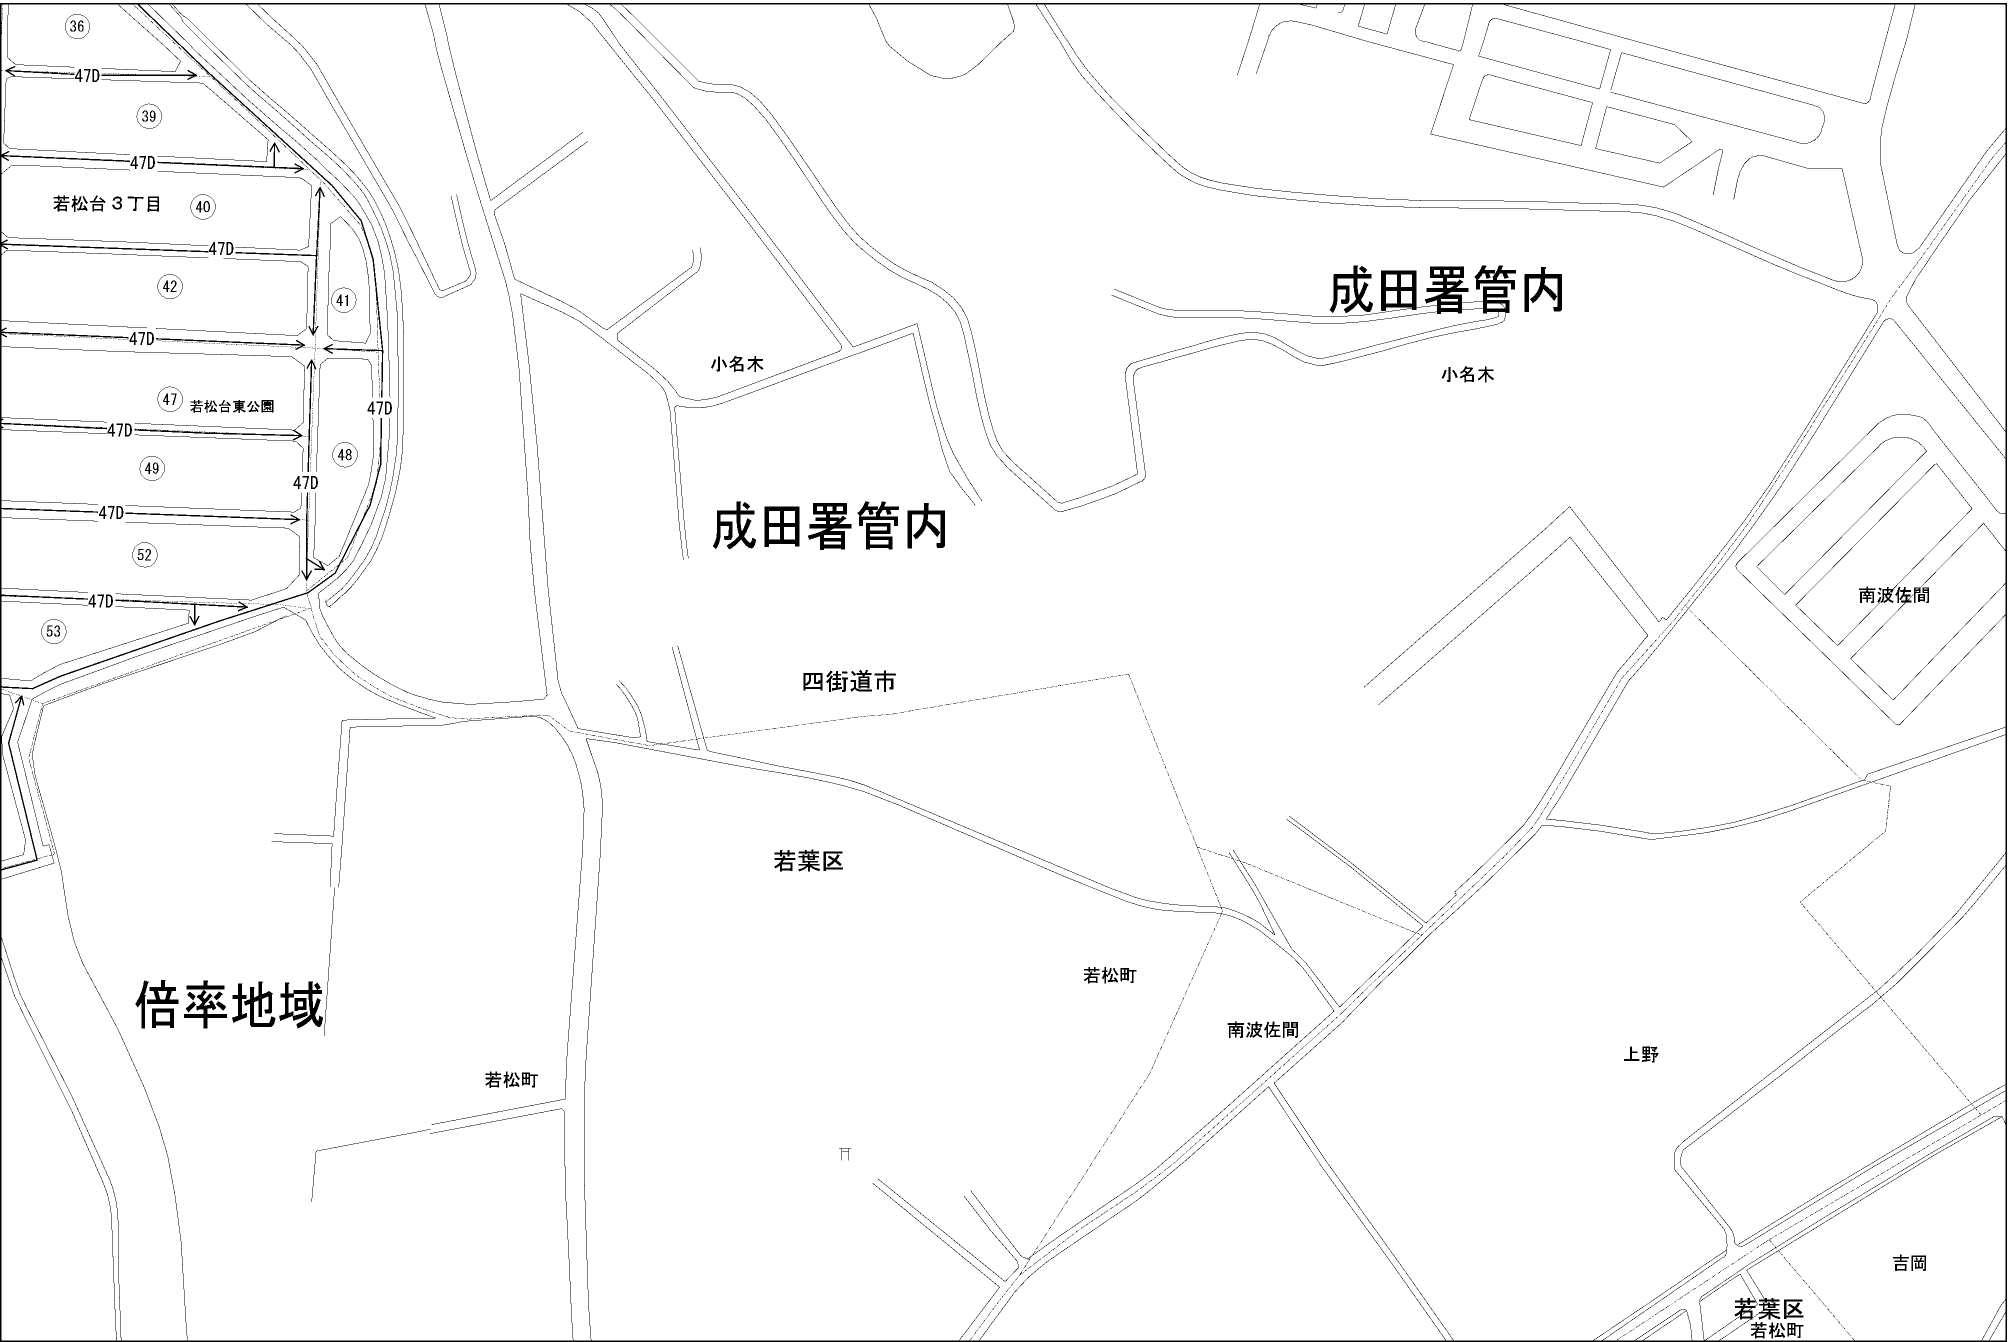 36
47D
39
47D
若松台３丁目
40
47D
成田署管内
42
41
47D
小名木
小名木
47
若松台東公園
47D
47D
49
48
47D
47D
成田署管内
52
47D
南波佐間
53
四街道市
若葉区
若松町
倍率地域
南波佐間
上野
若松町
吉岡
若葉区
若松町